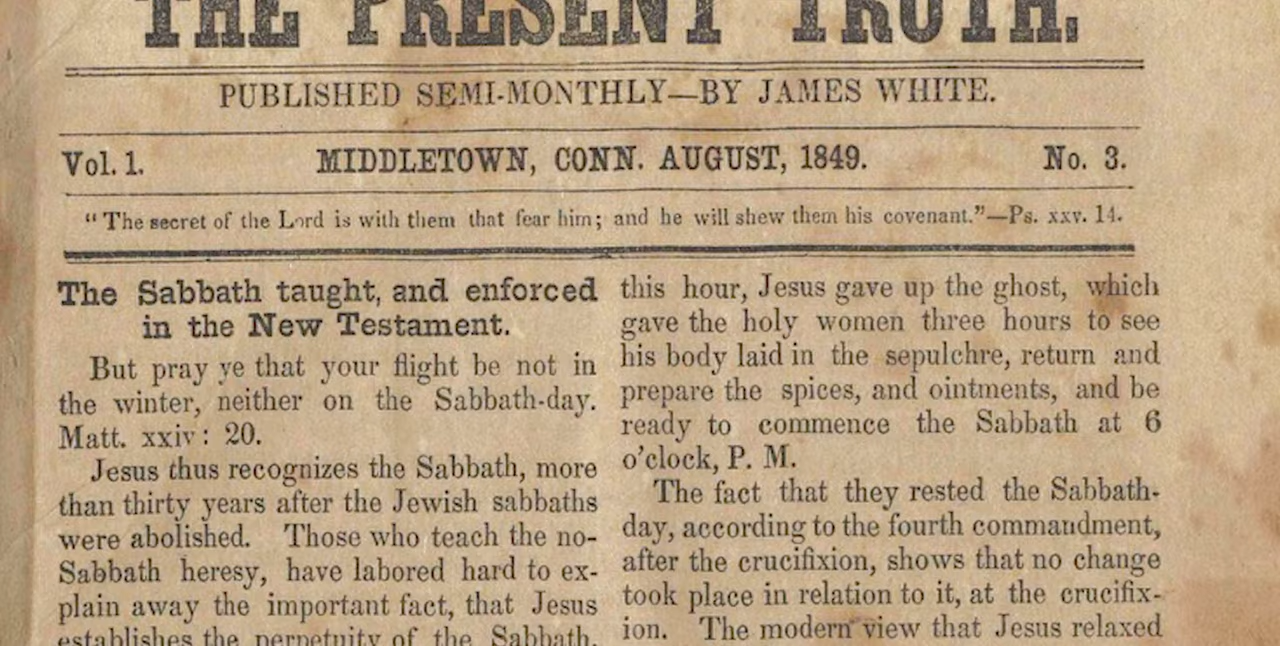 THE PRESENT TRUTH.
PUBLISHED SEMI-MONTHLY—BY JAMES WHITE.
Vol. 1. MIDDLETOWN, CONN. AUGUST, 1849. No. 3.
"The secret of the Lord is with them that fear him; and he will shew them his covenant."—Ps. xxv. 14.
The Sabbath taught, and enforced
in the New Testament.
But pray ye that your flight be not in
the winter, neither on the Sabbath-day.
Matt. xxiv: 20.
Jesus thus recognizes the Sabbath, more
than thirty years after the Jewish sabbaths
were abolished. Those who teach the no-
Sabbath heresy, have labored hard to ex-
plain away the important fact, that Jesus
establishes the perpetuity of the Sabbath,
this hour, Jesus gave up the ghost, which
gave the holy women three hours to see
his body laid in the sepulchre, return and
prepare the spices, and ointments, and be
ready to commence the Sabbath at 6
o'clock, P. M.
The fact that they rested the Sabbath-
day, according to the fourth commandment,
after the crucifixion, shows that no change
took place in relation to it, at the crucifix-
ion. The modern view that Jesus relaxed